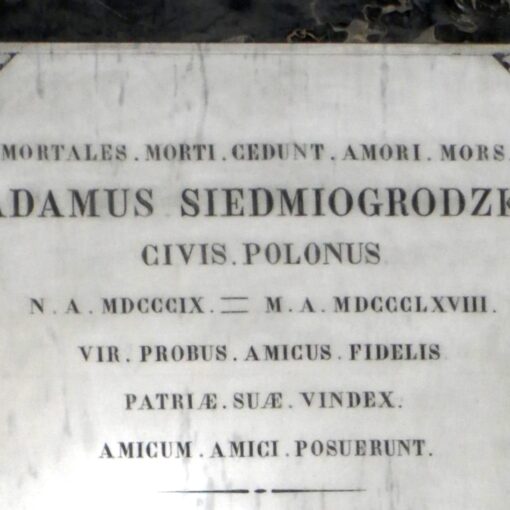 MORTALES . MORTI . CEDUNT . AMORI . MORS
ADAMUS SIEDMIOGRODZK
CIVIS . POLONUS
N . A . MDCCCIX . = M . A . MDCCCLXVIII .
VIR . PROBUS . AMICUS . FIDELIS
PATRIÆ . SUÆ . VINDEX .
AMICUM . AMICI . POSUERUNT .